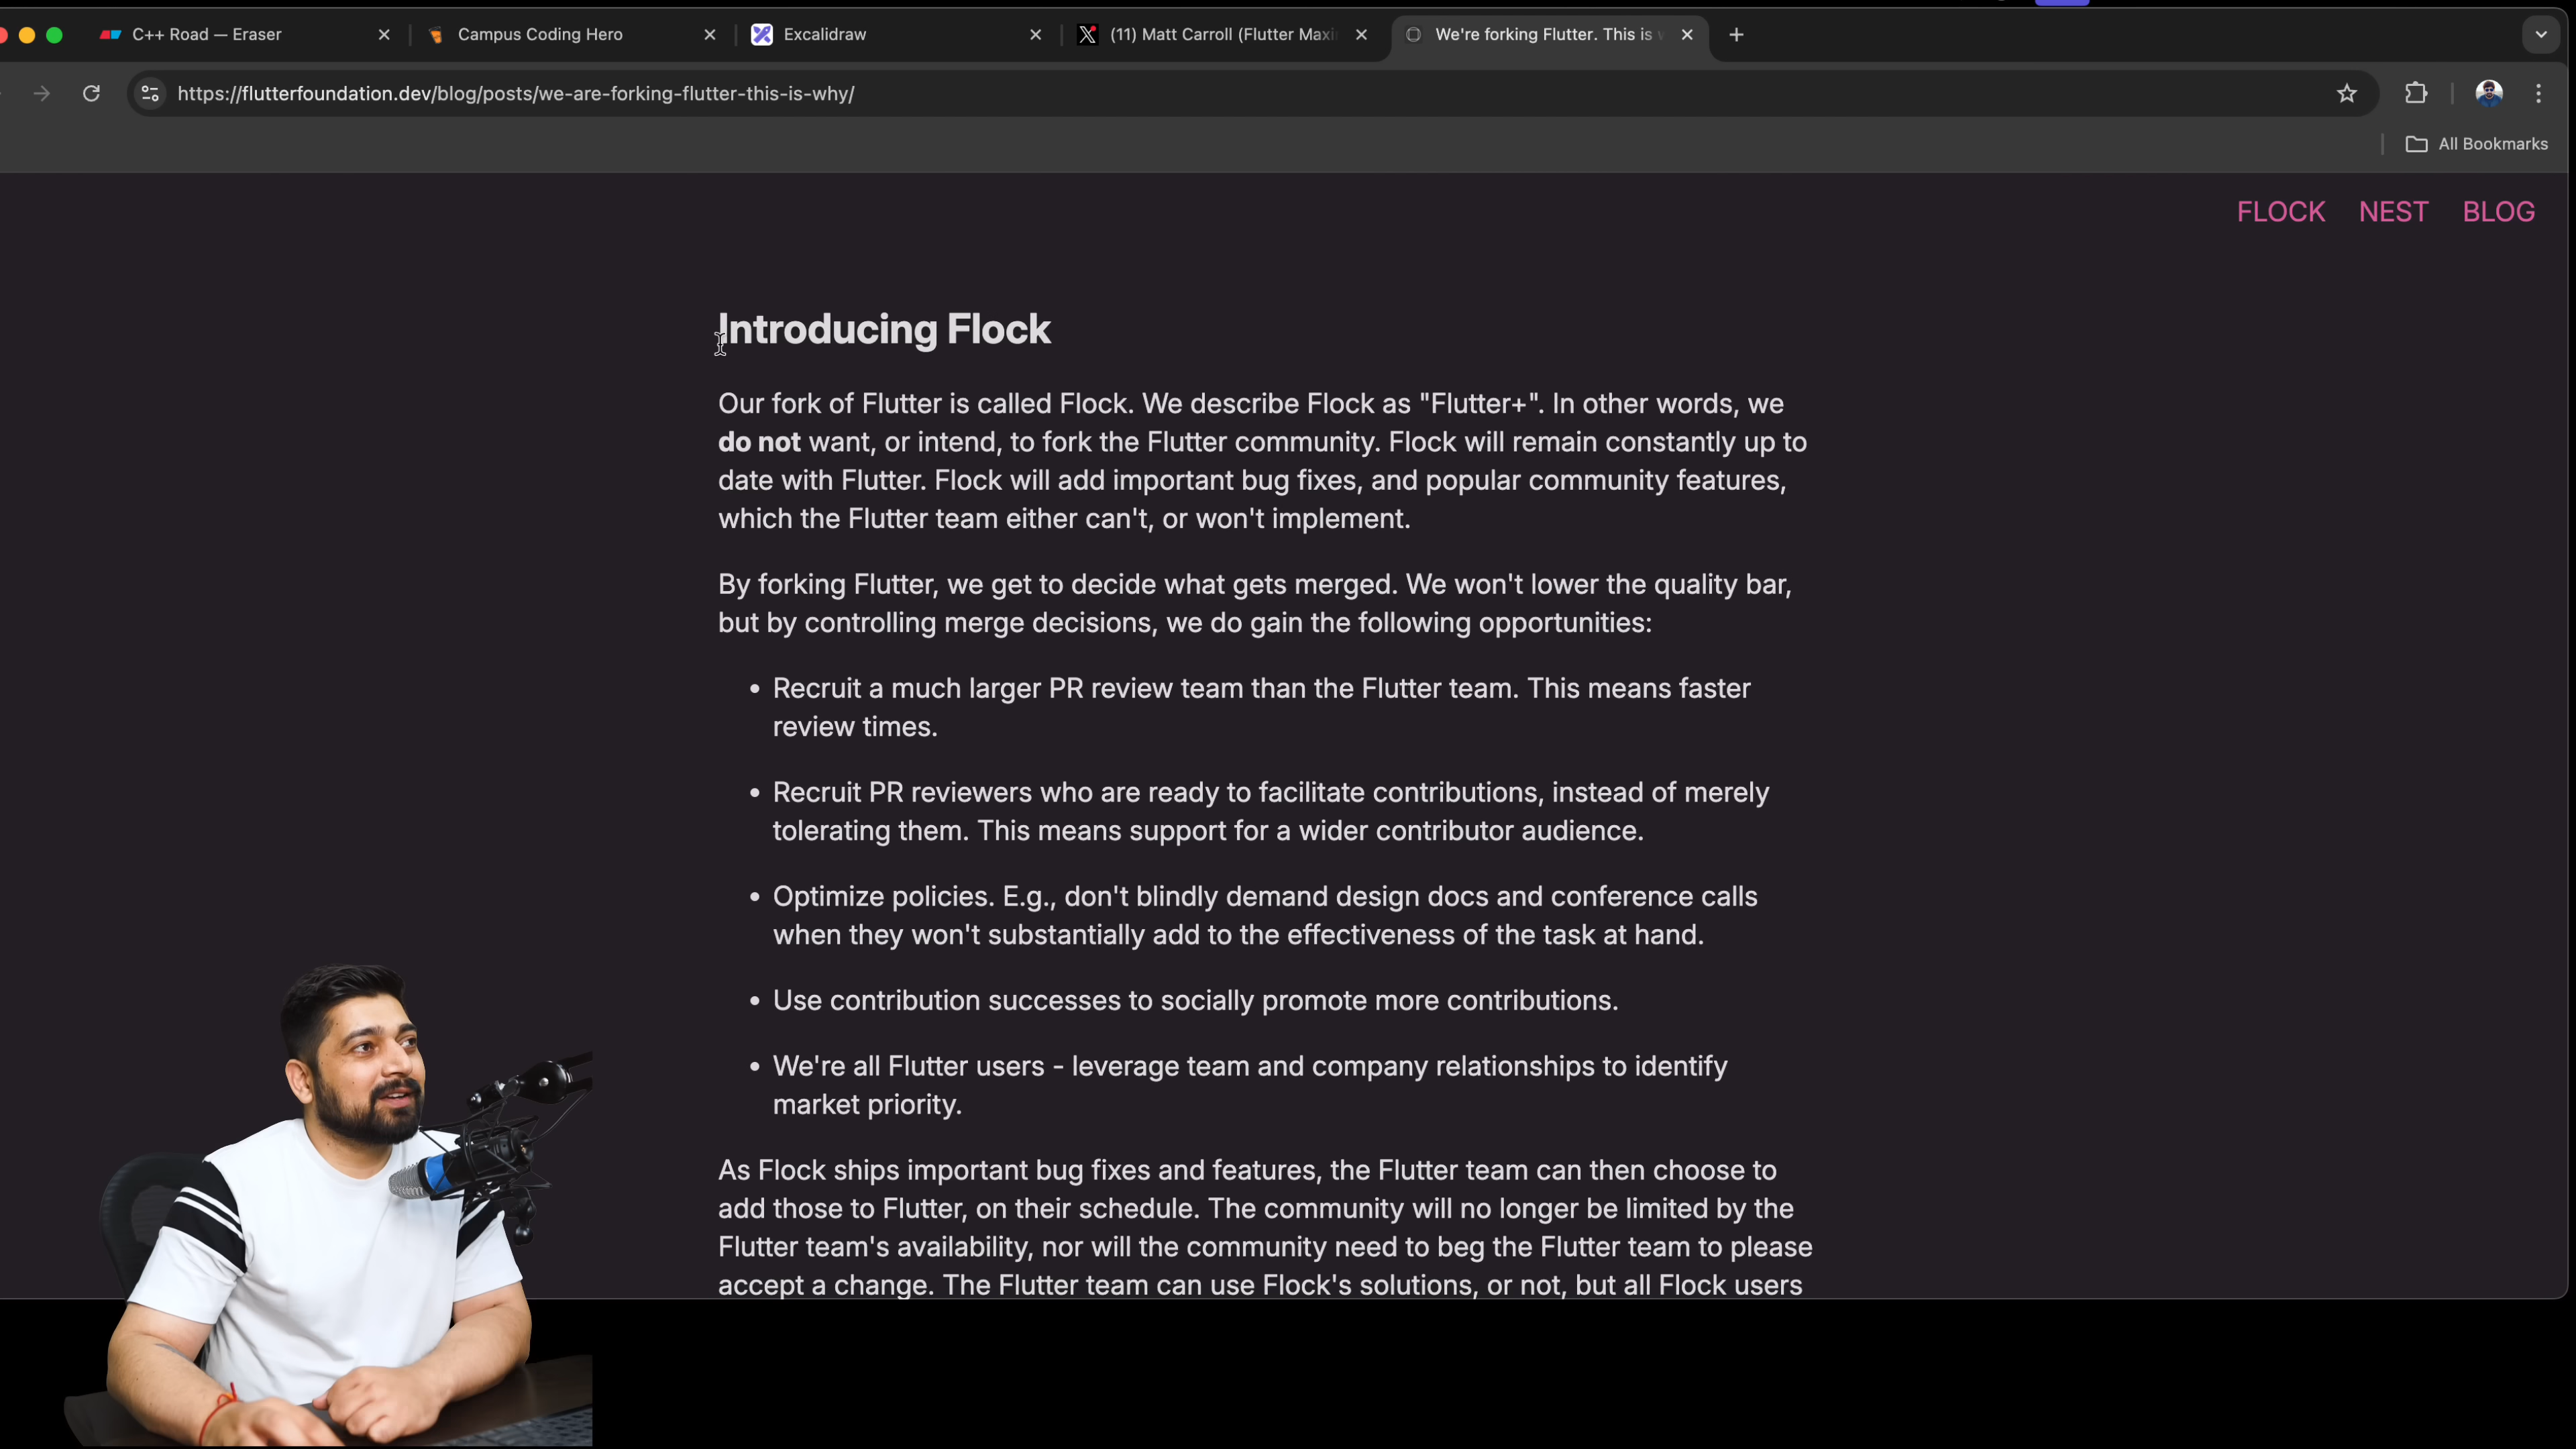 C++ Road — Eraser
Campus Coding Hero
Excalidraw
(11) Matt Carroll (Flutter Maxi
We're forking Flutter. This is
https://flutterfoundation.dev/blog/posts/we-are-forking-flutter-this-is-why/
All Bookmarks
FLOCK NEST BLOG
Introducing Flock
Our fork of Flutter is called Flock. We describe Flock as "Flutter+". In other words, we
do not want, or intend, to fork the Flutter community. Flock will remain constantly up to
date with Flutter. Flock will add important bug fixes, and popular community features,
which the Flutter team either can't, or won't implement.
By forking Flutter, we get to decide what gets merged. We won't lower the quality bar,
but by controlling merge decisions, we do gain the following opportunities:
• Recruit a much larger PR review team than the Flutter team. This means faster
review times.
• Recruit PR reviewers who are ready to facilitate contributions, instead of merely
tolerating them. This means support for a wider contributor audience.
• Optimize policies. E.g., don't blindly demand design docs and conference calls
when they won't substantially add to the effectiveness of the task at hand.
• Use contribution successes to socially promote more contributions.
• We're all Flutter users - leverage team and company relationships to identify
market priority.
As Flock ships important bug fixes and features, the Flutter team can then choose to
add those to Flutter, on their schedule. The community will no longer be limited by the
Flutter team's availability, nor will the community need to beg the Flutter team to please
accept a change. The Flutter team can use Flock's solutions, or not, but all Flock users